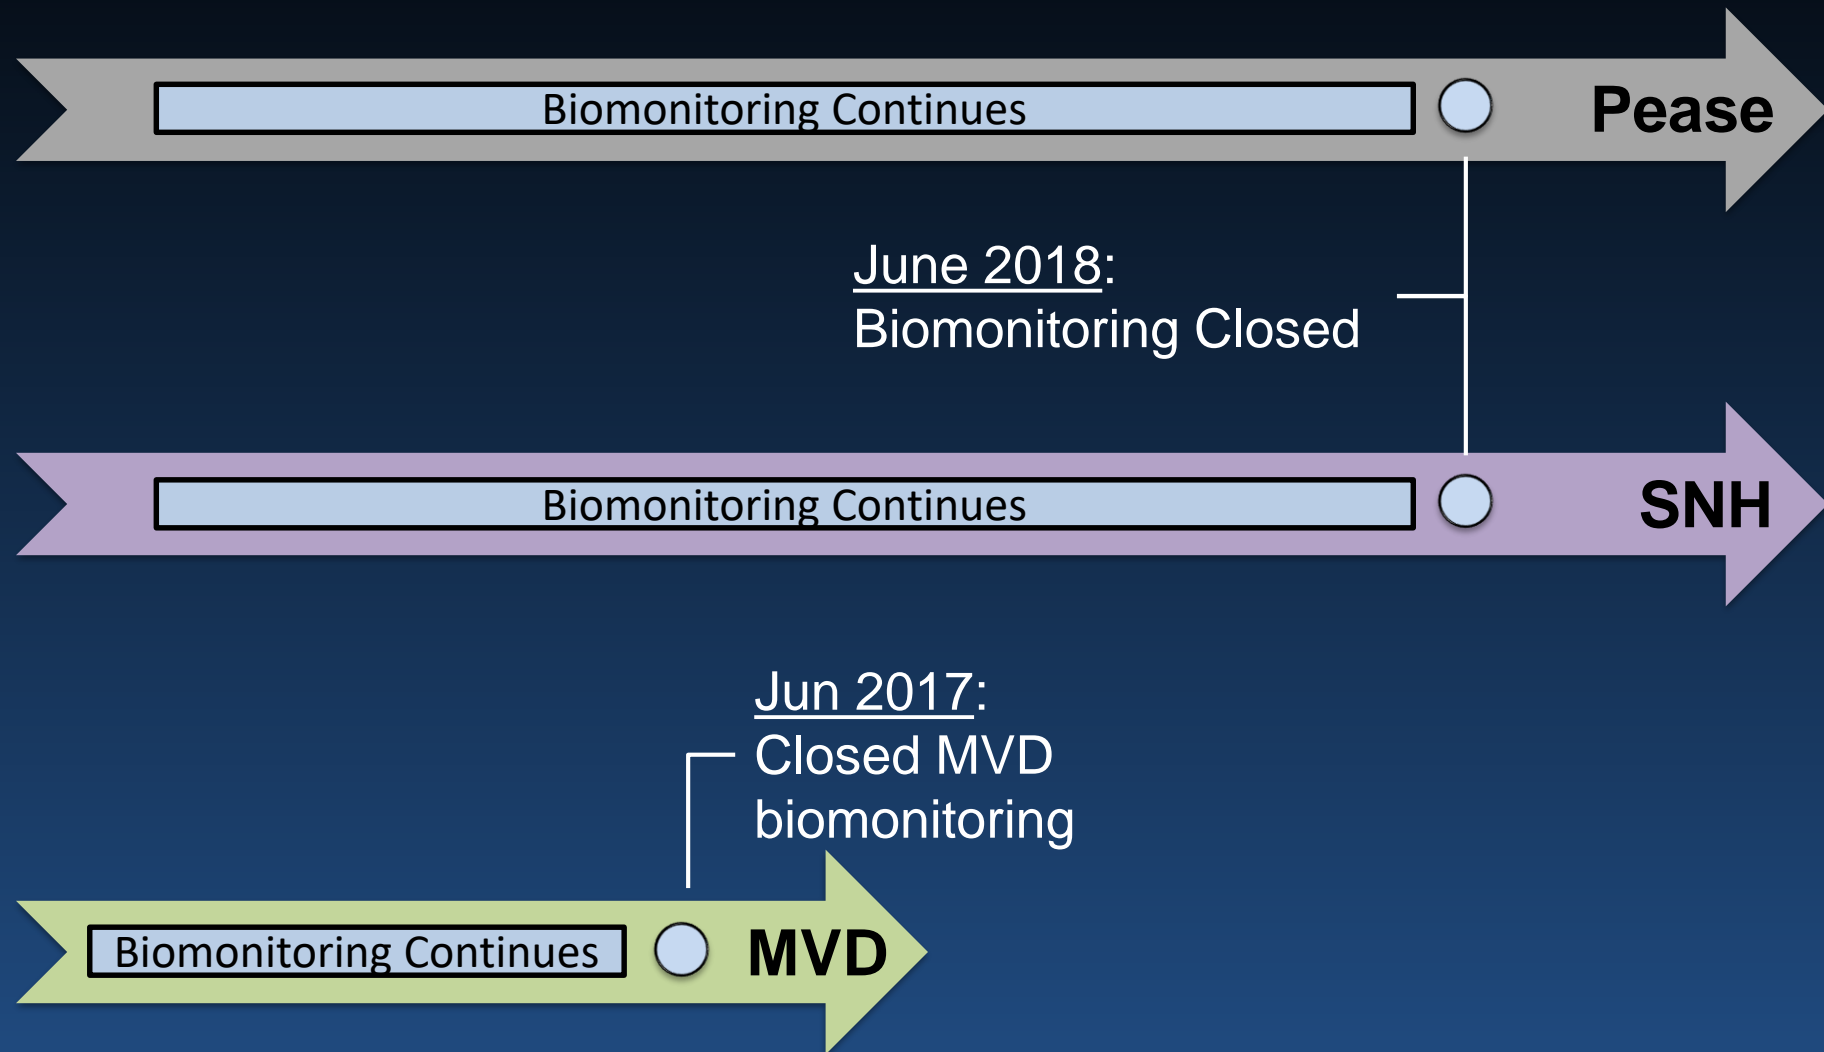 Biomonitoring Continues
Pease
June 2018:
Biomonitoring Closed
Biomonitoring Continues
SNH
Jun 2017:
Closed MVD
biomonitoring
Biomonitoring Continues
MVD